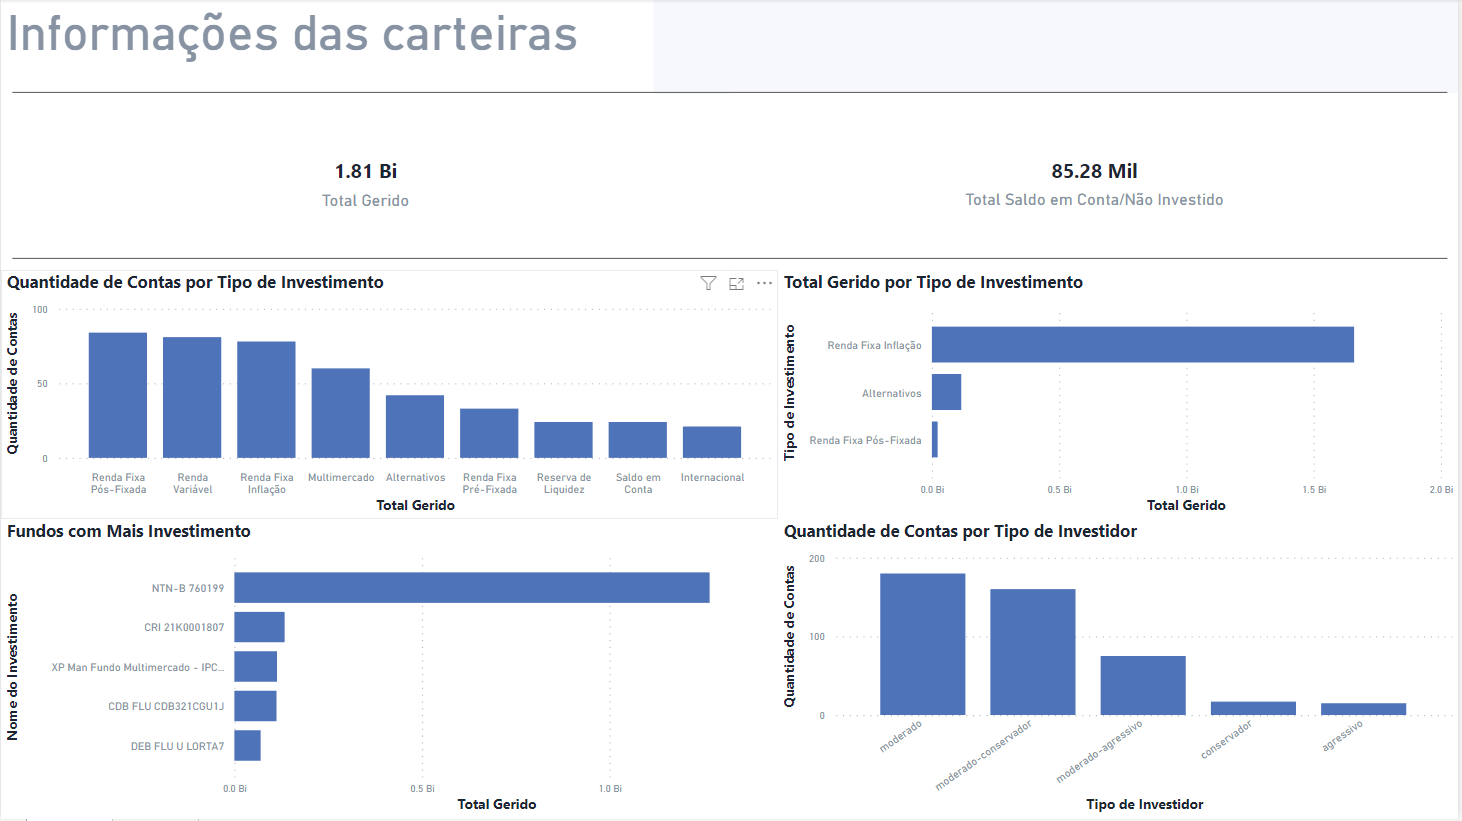 Informações das carteiras
1.81 Bi
Total Gerido
85.28 Mil
Total Saldo em Conta/Não Investido
Quantidade de Contas por Tipo de Investimento
Quantidade de Contas
100
50
0
Renda Fixa
Pós-Fixada
Renda
Variável
Renda Fixa
Inflação
Multimercado
Alternativos
Renda Fixa
Pré-Fixada
Reserva de
Liquidez
Saldo em
Conta
Internacional
Total Gerido
Total Gerido por Tipo de Investimento
Tipo de Investimento
Renda Fixa Inflação
Alternativos
Renda Fixa Pós-Fixada
0.0 Bi
0.5 Bi
1.0 Bi
1.5 Bi
2.0 Bi
Total Gerido
Fundos com Mais Investimento
Nome do Investimento
NTN-B 760199
CRI 21K0001807
XP Man Fundo Multimercado - IPC...
CDB FLU CDB321CGU1J
DEB FLU U LORTA7
0.0 Bi
0.5 Bi
1.0 Bi
Total Gerido
Quantidade de Contas por Tipo de Investidor
Quantidade de Contas
200
100
0
moderado
moderado-conservador
moderado-agressivo
conservador
agressivo
Tipo de Investidor